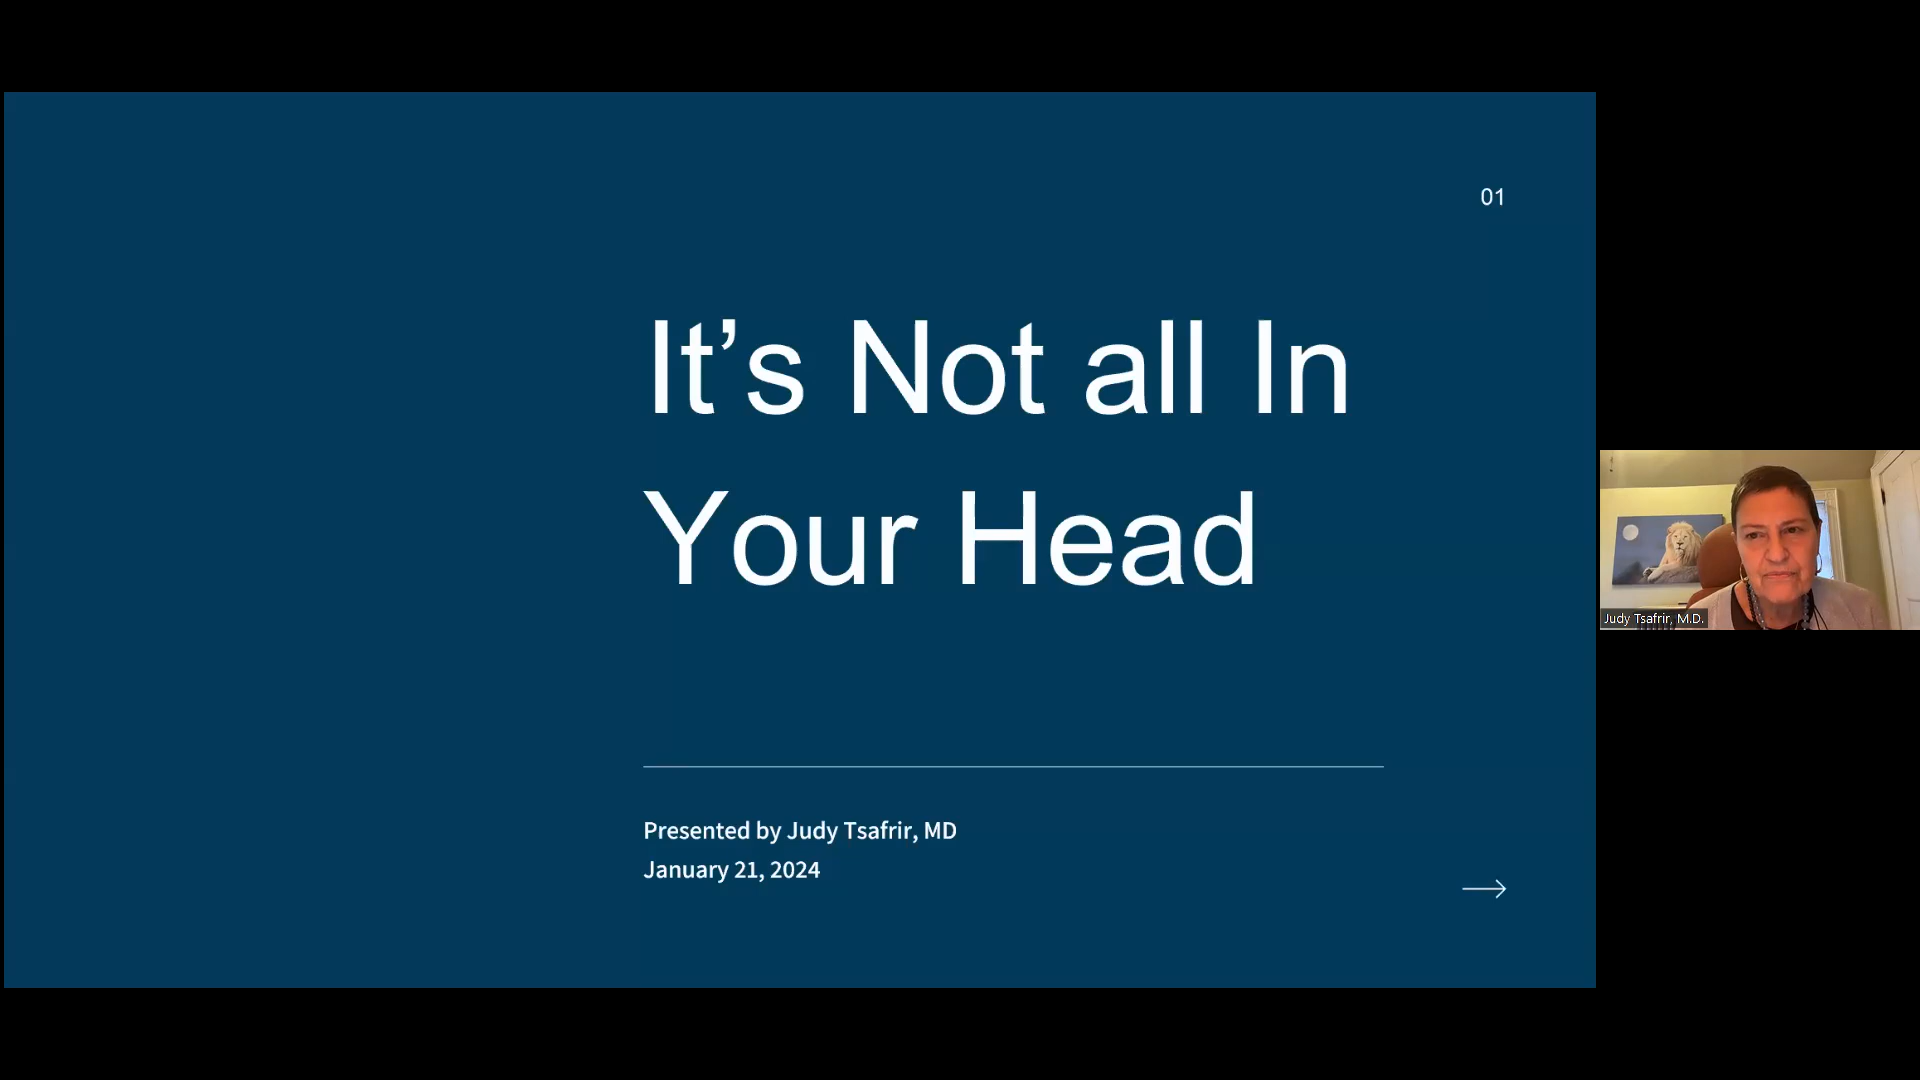 01
It’s Not all In
Your Head
Presented by Judy Tsafrir, MD
January 21, 2024
Judy Tsafrir, M.D.